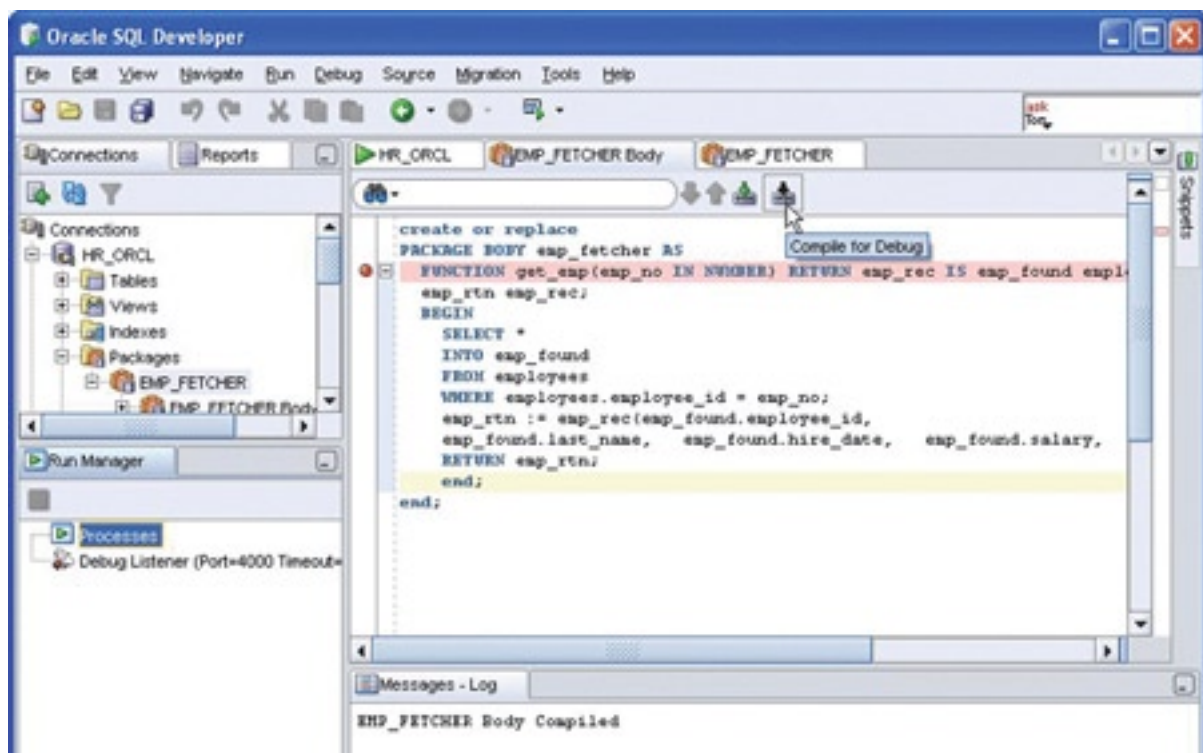 Oracle SQL Developer
File Edit View Navigate Run Debug Source Migration Tools Help
ask
Tom
Connections Reports
HR_ORCL EMP_FETCHER Body EMP_FETCHER
Snippets
Connections
HR_ORCL
Tables
Views
Indexes
Packages
EMP_FETCHER
EMP_FETCHER Body
Run Manager
Processes
Debug Listener (Port=4000 Timeout=
Compile for Debug
create or replace
PACKAGE BODY emp_fetcher AS
FUNCTION get_emp(emp_no IN NUMBER) RETURN emp_rec IS emp_found empl
emp_rtn emp_rec;
BEGIN
SELECT *
INTO emp_found
FROM employees
WHERE employees.employee_id = emp_no;
emp_rtn := emp_rec(emp_found.employee_id,
emp_found.last_name, emp_found.hire_date, emp_found.salary,
RETURN emp_rtn;
end;
end;
Messages - Log
EMP_FETCHER Body Compiled